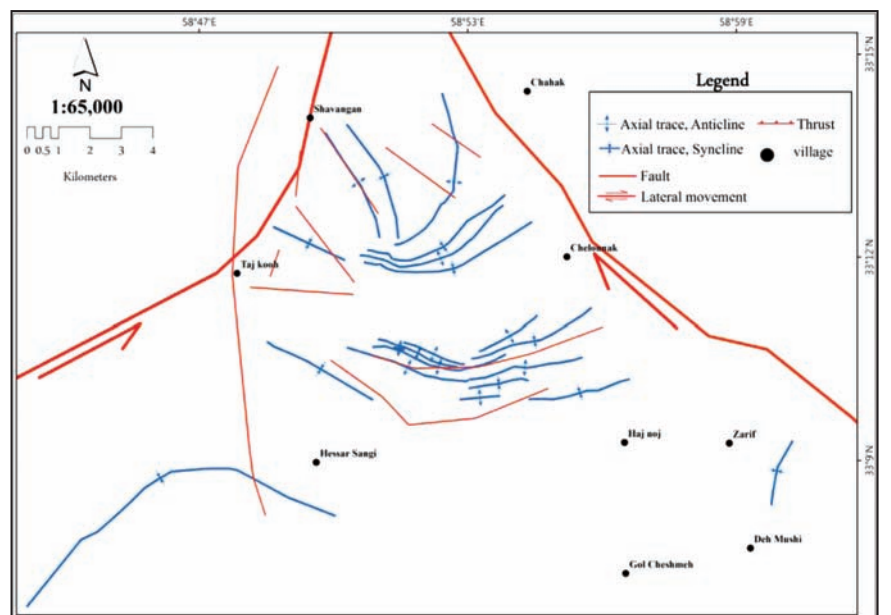 58°47'E 58°53'E 58°59'E
33°15'N
N
1:65,000
0 0.5 1 2 3 4
Kilometers
Shavangan
Chahak
Legend
Axial trace, Anticline
Thrust
Axial trace, Syncline
village
Fault
Lateral movement
Taj kooh
Chelounak
33°12'N
Hessar Sangi
Haj noj
Zarif
33°9'N
Deh Mushi
Gol Cheshmeh